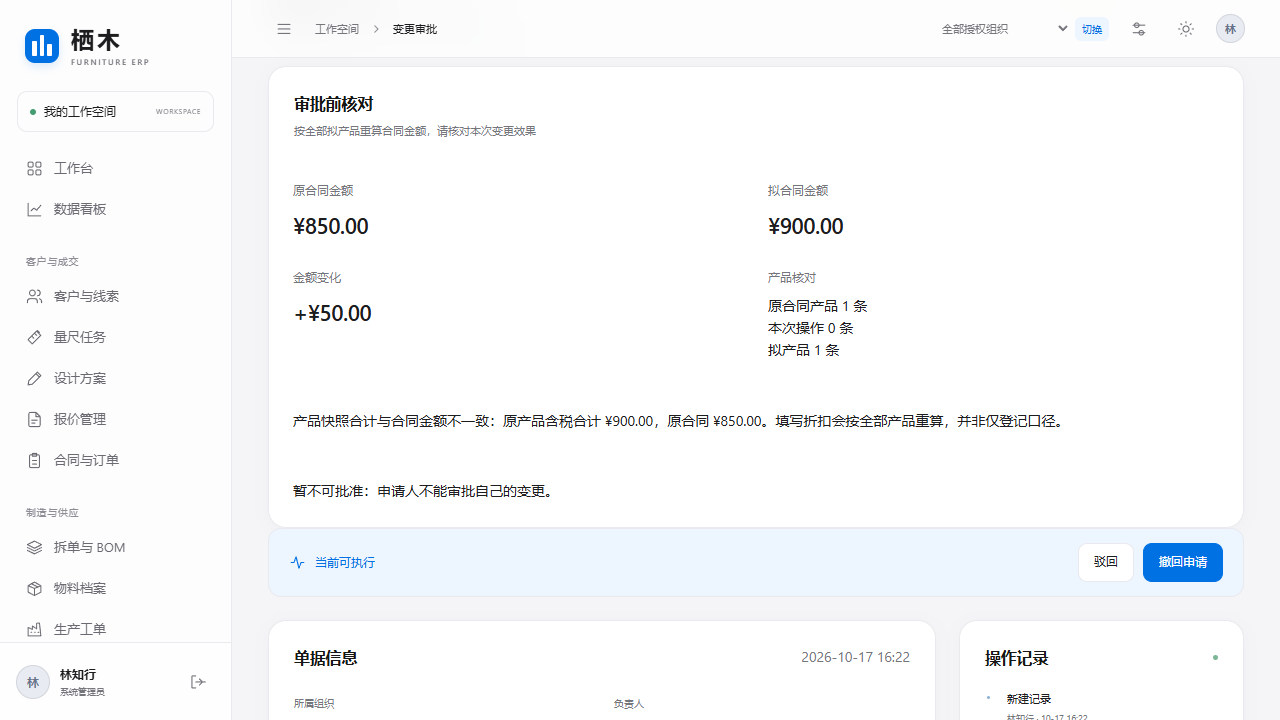 栖木
FURNITURE ERP
我的工作空间 WORKSPACE
工作台
数据看板
客户与成交
客户与线索
量尺任务
设计方案
报价管理
合同与订单
制造与供应
拆单与 BOM
物料档案
生产工单
林 林知行
系统管理员
工作空间 变更审批
全部授权组织 切换 林
审批前核对
按全部拟产品重算合同金额，请核对本次变更效果
原合同金额 拟合同金额
¥850.00 ¥900.00
金额变化 产品核对
+¥50.00
原合同产品 1 条
本次操作 0 条
拟产品 1 条
产品快照合计与合同金额不一致：原产品含税合计 ¥900.00，原合同 ¥850.00。填写折扣会按全部产品重算，并非仅登记口径。
暂不可批准：申请人不能审批自己的变更。
当前可执行 驳回 撤回申请
单据信息 2026-10-17 16:22
所属组织 负责人
操作记录
新建记录
林知行 · 10-17 16:22